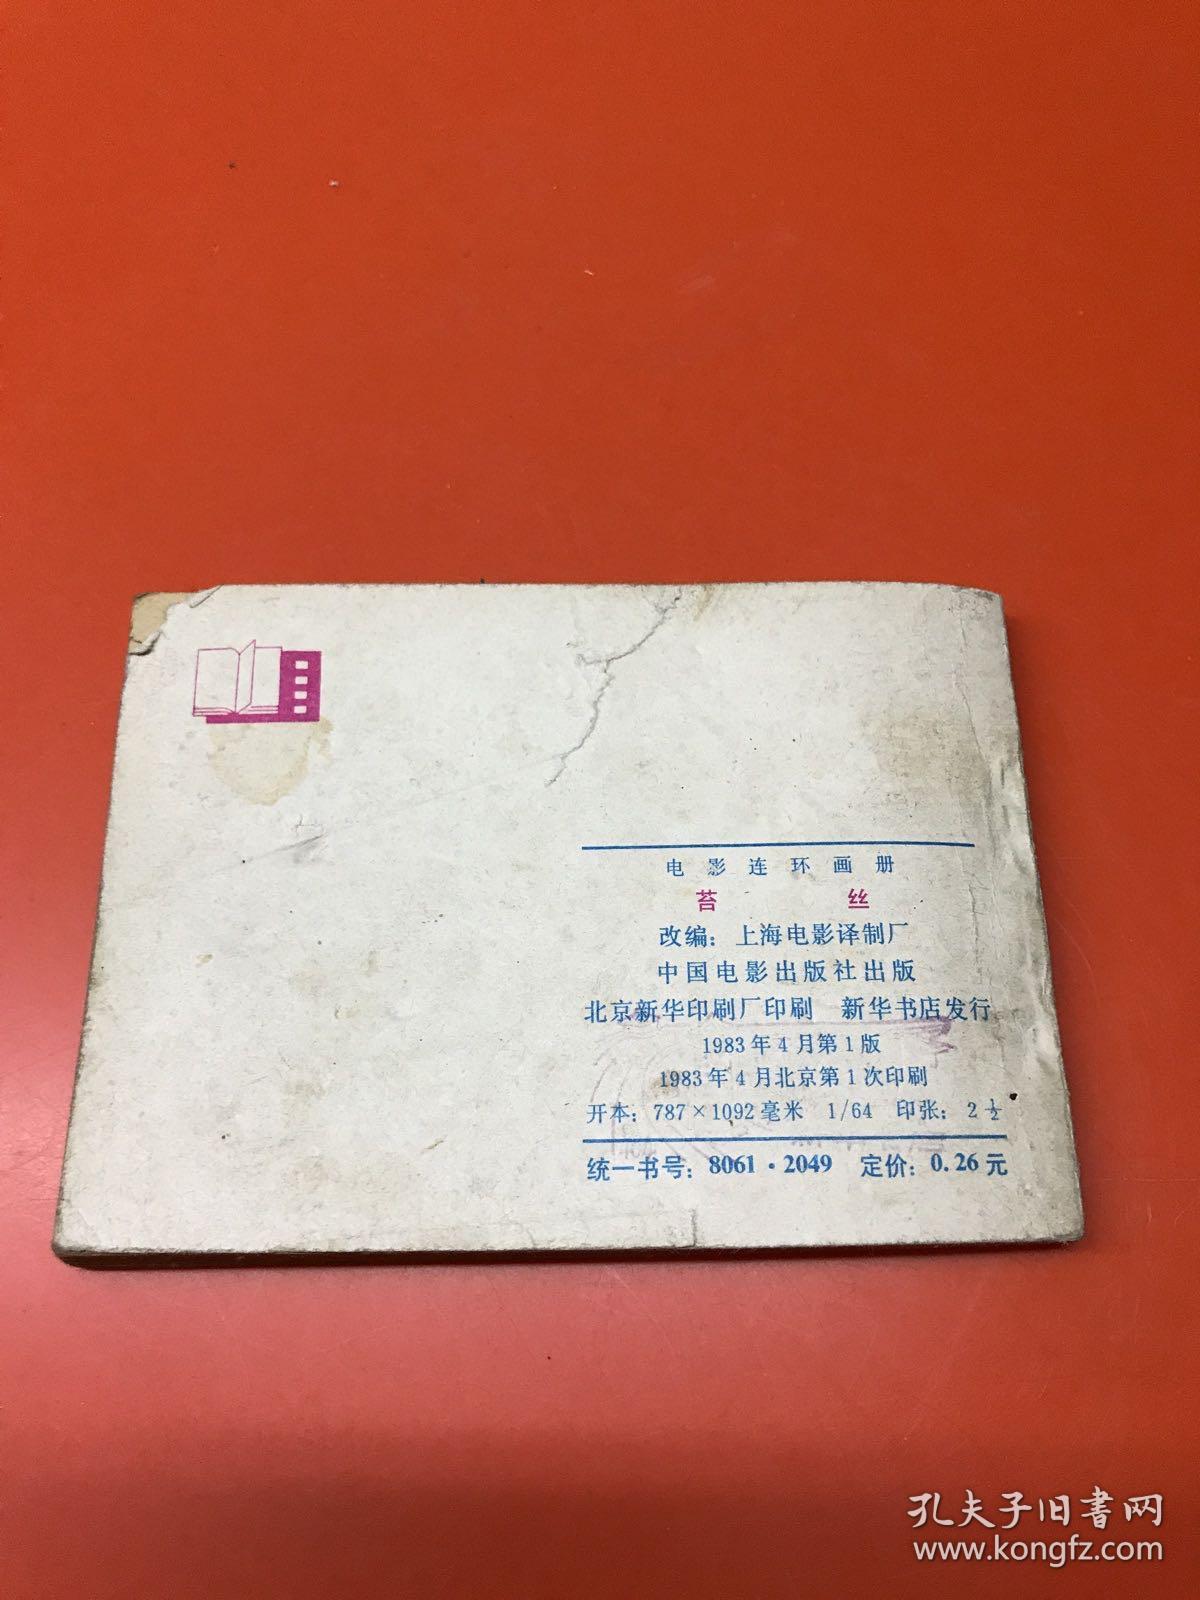 电影连环画册
苔丝
改编：上海电影译制厂
中国电影出版社出版
北京新华印刷厂印刷 新华书店发行
1983年4月第1版
1983年4月北京第1次印刷
开本：787×1092毫米 1/64 印张：2½
统一书号：8061·2049 定价：0.26元
孔夫子旧书网
www.kongfz.com